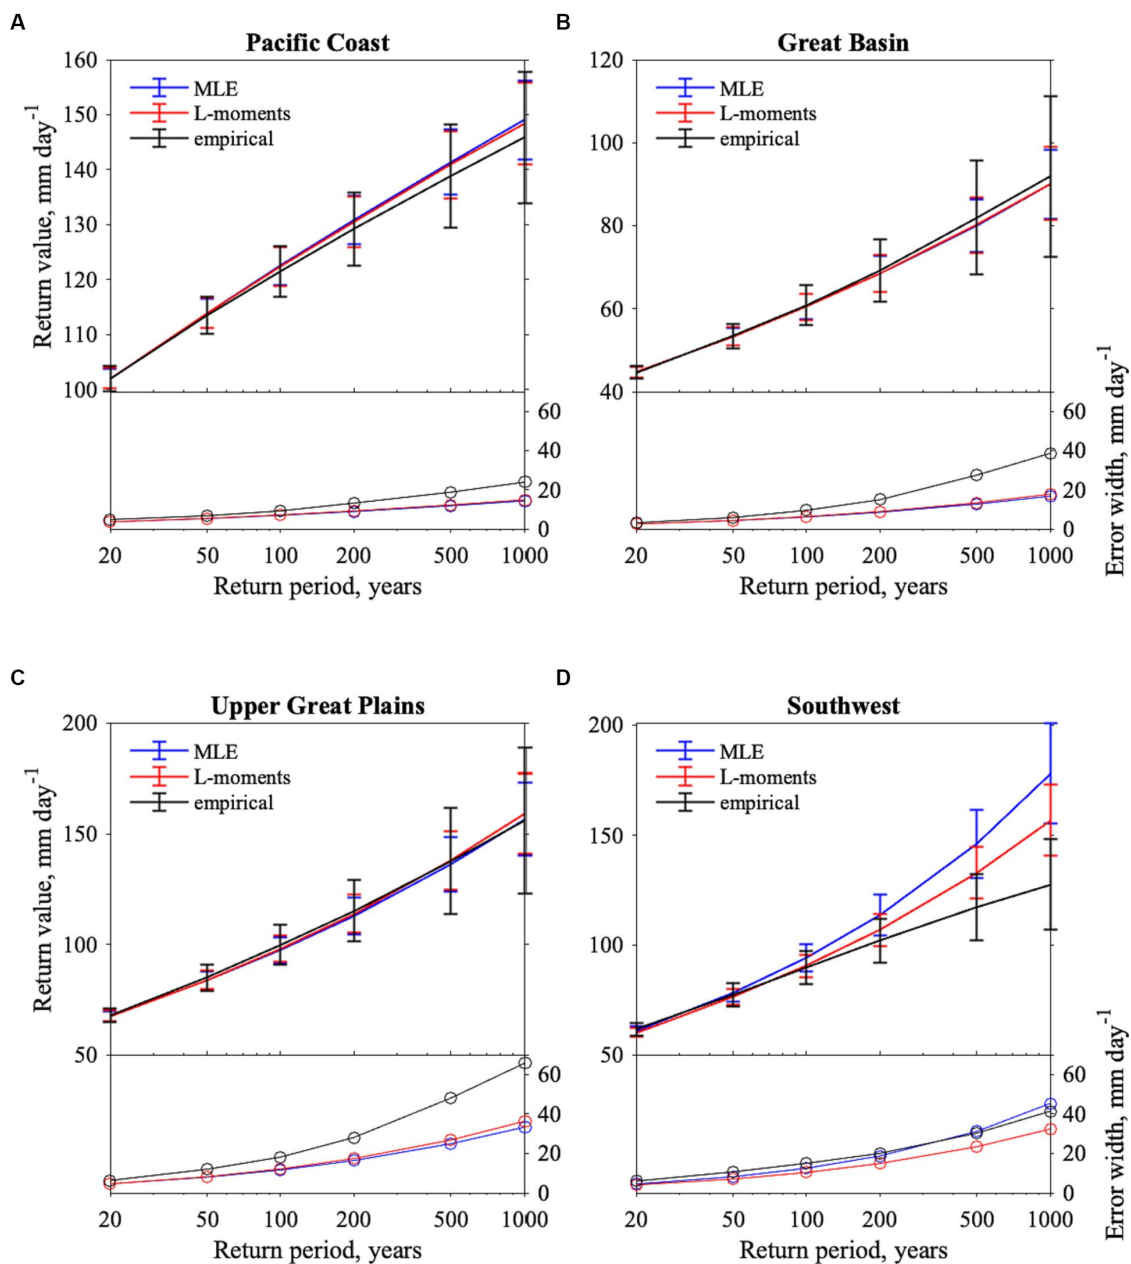 A
Pacific Coast
160
150
140
130
120
110
100
Return value, mm day-1
MLE
L-moments
empirical
60
40
20
0
20 50 100 200 500 1000
Return period, years
B
Great Basin
120
100
80
60
40
MLE
L-moments
empirical
60
40
20
0
Error width, mm day-1
20 50 100 200 500 1000
Return period, years
C
Upper Great Plains
200
150
100
50
Return value, mm day-1
MLE
L-moments
empirical
60
40
20
0
20 50 100 200 500 1000
Return period, years
D
Southwest
200
150
100
50
MLE
L-moments
empirical
60
40
20
0
Error width, mm day-1
20 50 100 200 500 1000
Return period, years